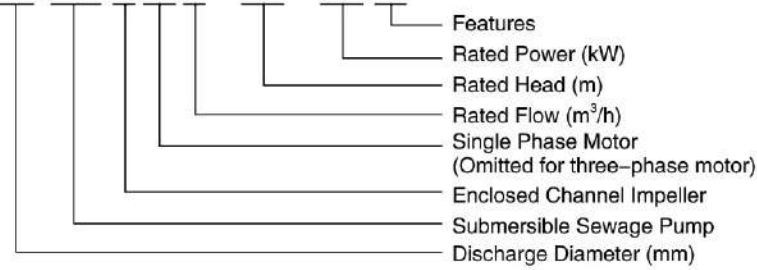 Features
Rated Power (kW)
Rated Head (m)
Rated Flow (m³/h)
Single Phase Motor
(Omitted for three–phase motor)
Enclosed Channel Impeller
Submersible Sewage Pump
Discharge Diameter (mm)